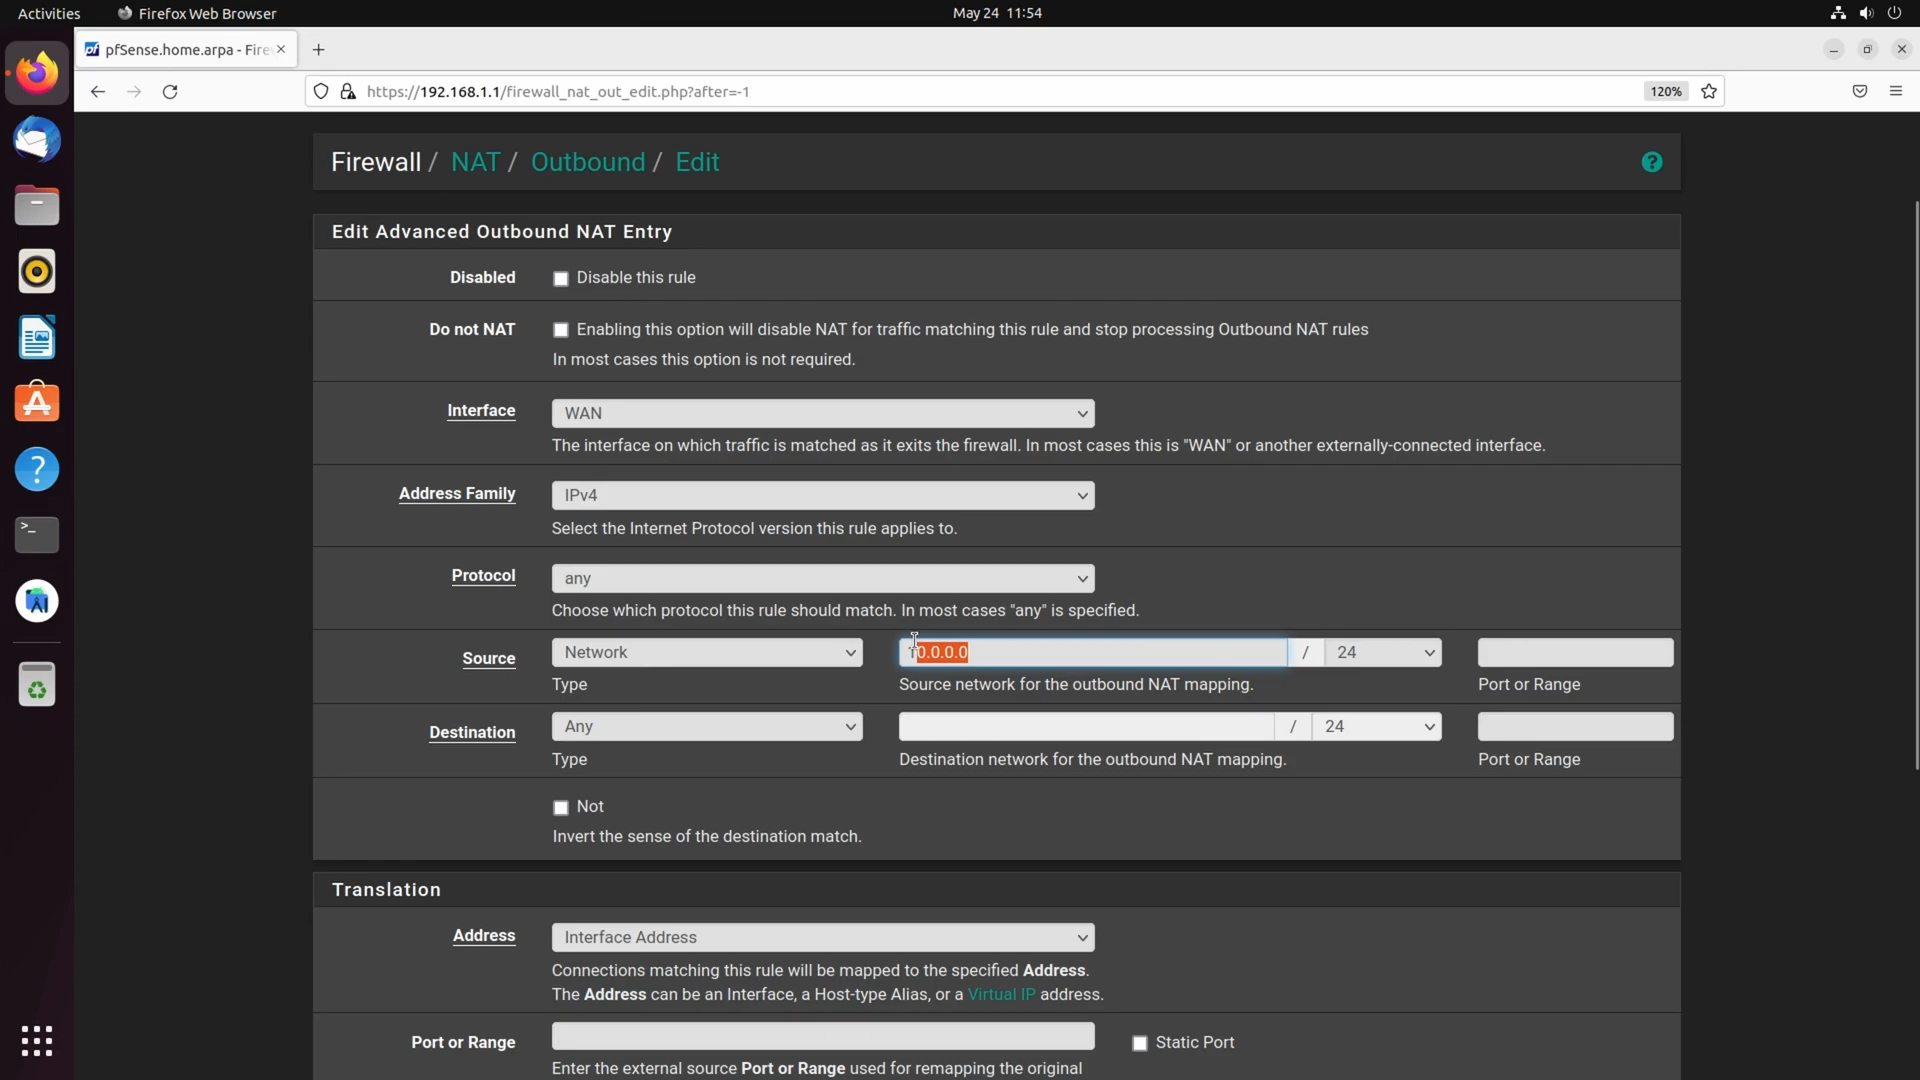 Activities
Firefox Web Browser
May 24 11:54
pfSense.home.arpa - Fire
https://192.168.1.1/firewall_nat_out_edit.php?after=-1
120%
Firewall / NAT / Outbound / Edit
Edit Advanced Outbound NAT Entry
Disabled
Disable this rule
Do not NAT
Enabling this option will disable NAT for traffic matching this rule and stop processing Outbound NAT rules
In most cases this option is not required.
Interface
WAN
The interface on which traffic is matched as it exits the firewall. In most cases this is "WAN" or another externally-connected interface.
Address Family
IPv4
Select the Internet Protocol version this rule applies to.
Protocol
any
Choose which protocol this rule should match. In most cases "any" is specified.
Source
Network
10.0.0.0
/
24
Type
Source network for the outbound NAT mapping.
Port or Range
Destination
Any
/
24
Type
Destination network for the outbound NAT mapping.
Port or Range
Not
Invert the sense of the destination match.
Translation
Address
Interface Address
Connections matching this rule will be mapped to the specified Address.
The Address can be an Interface, a Host-type Alias, or a Virtual IP address.
Port or Range
Static Port
Enter the external source Port or Range used for remapping the original